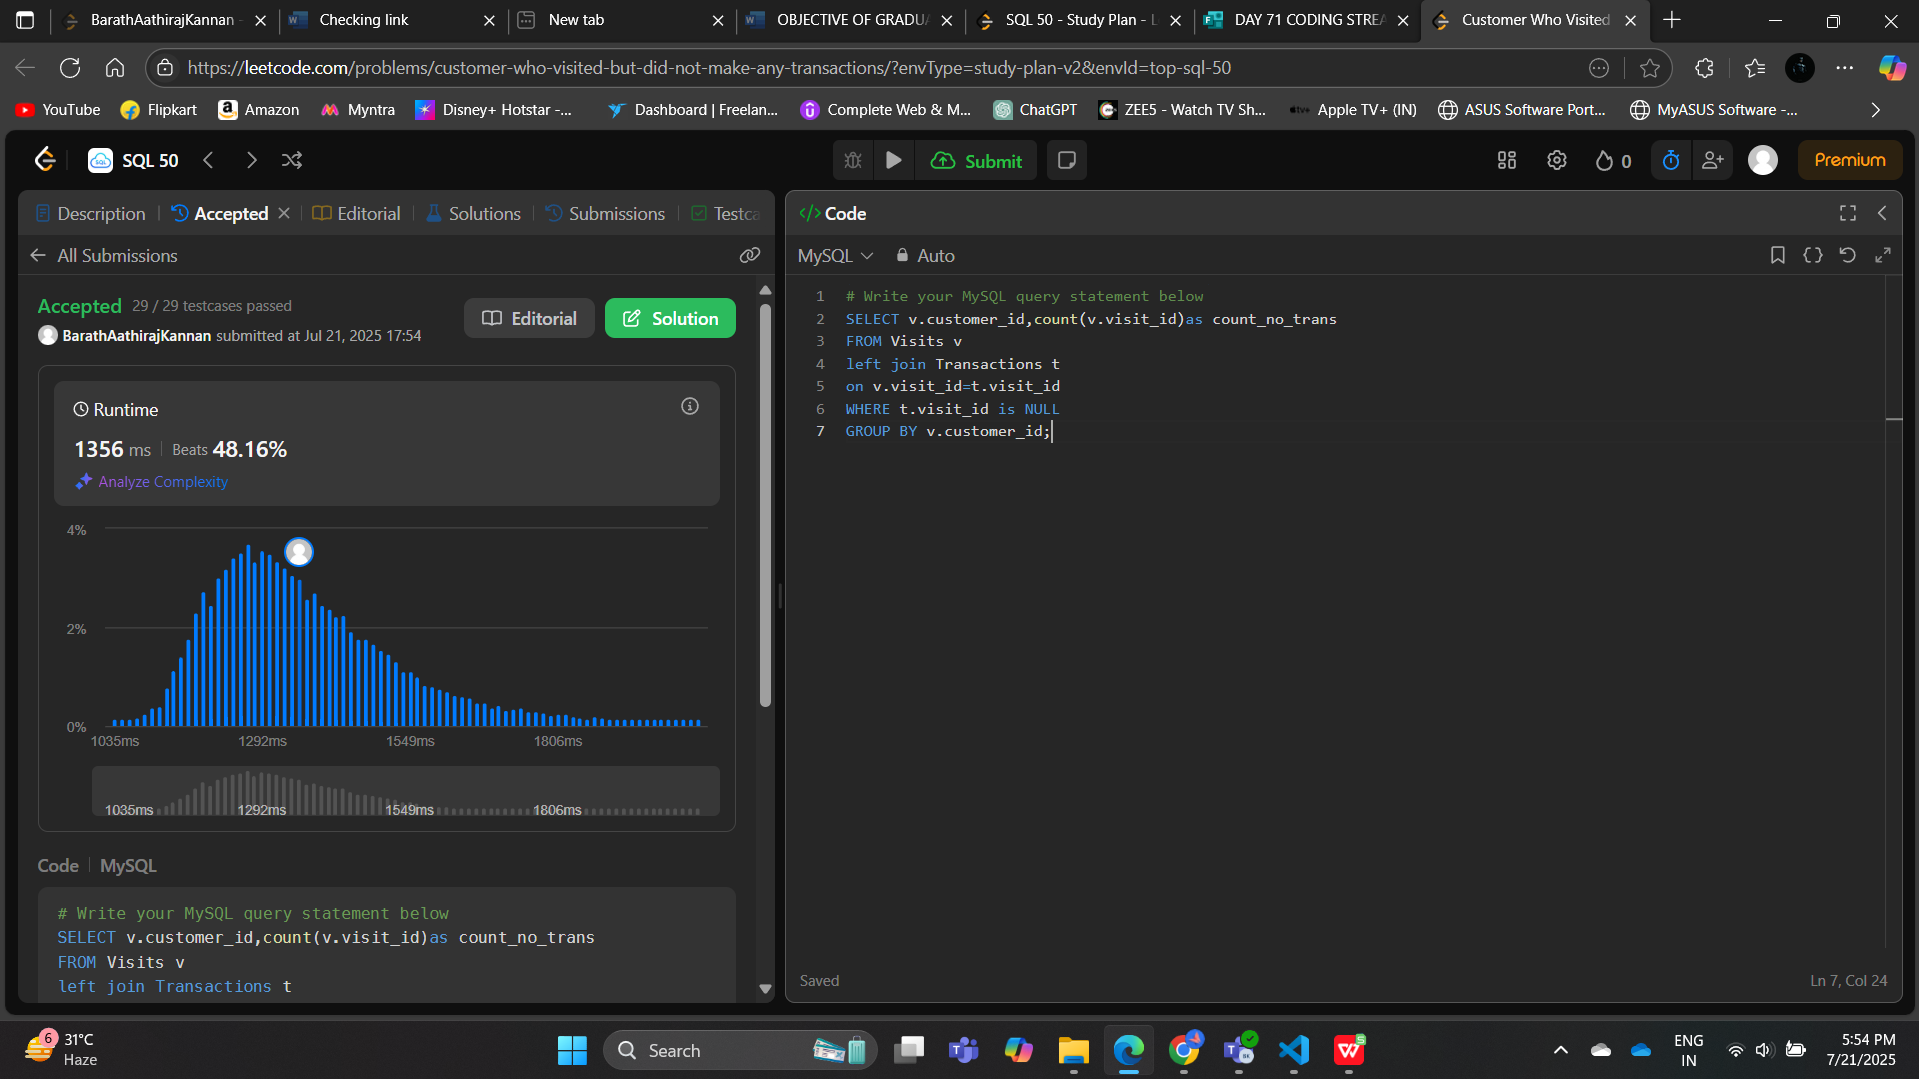 BarathAathirajKannan -
Checking link
New tab
OBJECTIVE OF GRADUA
SQL 50 - Study Plan - L
DAY 71 CODING STREA
Customer Who Visited
https://leetcode.com/problems/customer-who-visited-but-did-not-make-any-transactions/?envType=study-plan-v2&envId=top-sql-50
YouTube
Flipkart
Amazon
Myntra
Disney+ Hotstar -...
Dashboard | Freelan...
Complete Web & M...
ChatGPT
ZEE5 - Watch TV Sh...
Apple TV+ (IN)
ASUS Software Port...
MyASUS Software -...
SQL 50
Submit
0
Premium
Description
Accepted
Editorial
Solutions
Submissions
Testca
All Submissions
Accepted 29 / 29 testcases passed
BarathAathirajKannan submitted at Jul 21, 2025 17:54
Editorial
Solution
Runtime
1356 ms Beats 48.16%
Analyze Complexity
4%
2%
0%
1035ms 1292ms 1549ms 1806ms
1035ms 1292ms 1549ms 1806ms
Code MySQL
# Write your MySQL query statement below
SELECT v.customer_id,count(v.visit_id)as count_no_trans
FROM Visits v
left join Transactions t
</> Code
MySQL Auto
1 # Write your MySQL query statement below
2 SELECT v.customer_id,count(v.visit_id)as count_no_trans
3 FROM Visits v
4 left join Transactions t
5 on v.visit_id=t.visit_id
6 WHERE t.visit_id is NULL
7 GROUP BY v.customer_id;
Saved
Ln 7, Col 24
6
31°C
Haze
Search
ENG
IN
5:54 PM
7/21/2025